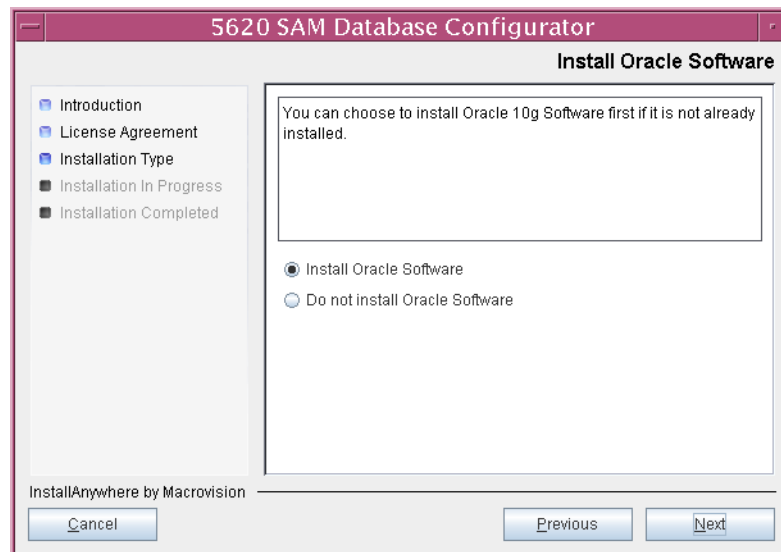 5620 SAM Database Configurator
Install Oracle Software
Introduction
License Agreement
Installation Type
Installation In Progress
Installation Completed
You can choose to install Oracle 10g Software first if it is not already
installed.
Install Oracle Software
Do not install Oracle Software
InstallAnywhere by Macrovision
Cancel
Previous
Next